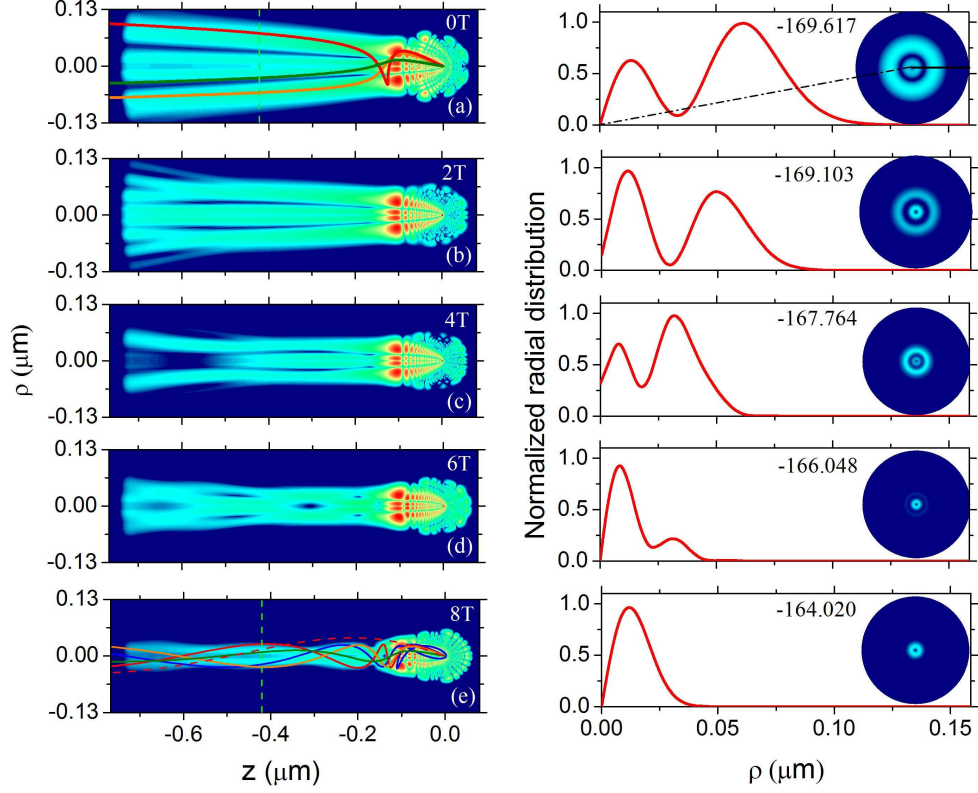 0.13
0T
0.00
(a)
-0.13
0.13
2T
0.00
(b)
-0.13
0.13
4T
0.00
(c)
-0.13
0.13
6T
0.00
(d)
-0.13
0.13
8T
0.00
(e)
-0.13
-0.6 -0.4 -0.2 0.0
z (μm)
ρ (μm)
Normalized radial distribution
1.0
-169.617
0.5
0.0
1.0
-169.103
0.5
0.0
1.0
-167.764
0.5
0.0
1.0
-166.048
0.5
0.0
1.0
-164.020
0.5
0.0
0.00 0.05 0.10 0.15
ρ (μm)